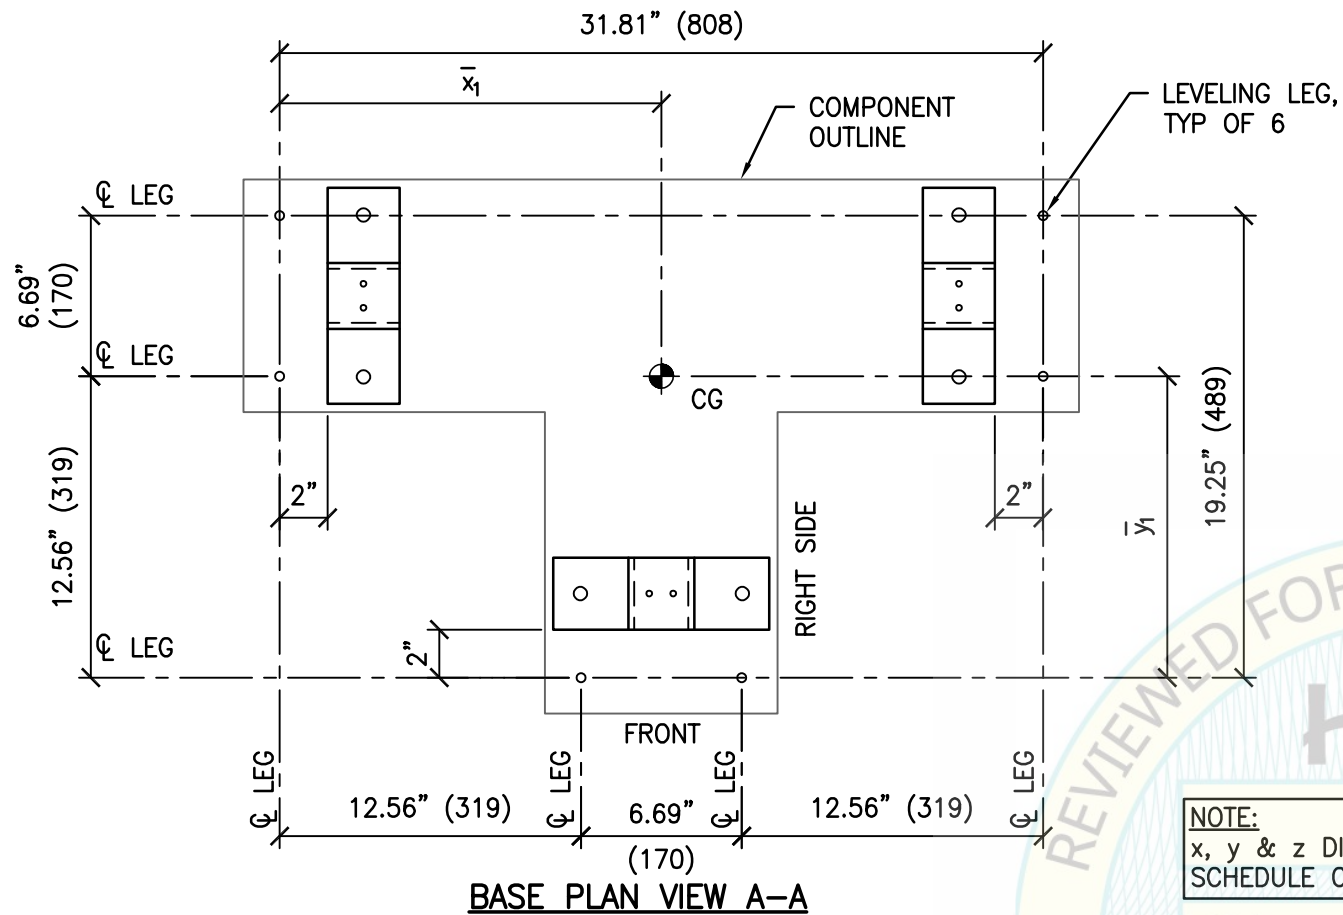 31.81” (808)
x̄₁
COMPONENT
OUTLINE
LEVELING LEG,
TYP OF 6
℄ LEG
6.69”
(170)
℄ LEG
CG
12.56” (319)
2”
2”
ȳ₁
19.25” (489)
RIGHT SIDE
2”
℄ LEG
FRONT
℄ LEG
℄ LEG
℄ LEG
℄ LEG
12.56” (319)
6.69”
(170)
12.56” (319)
BASE PLAN VIEW A–A
REVIEWED FOR
NOTE:
x, y & z
SCHEDULE